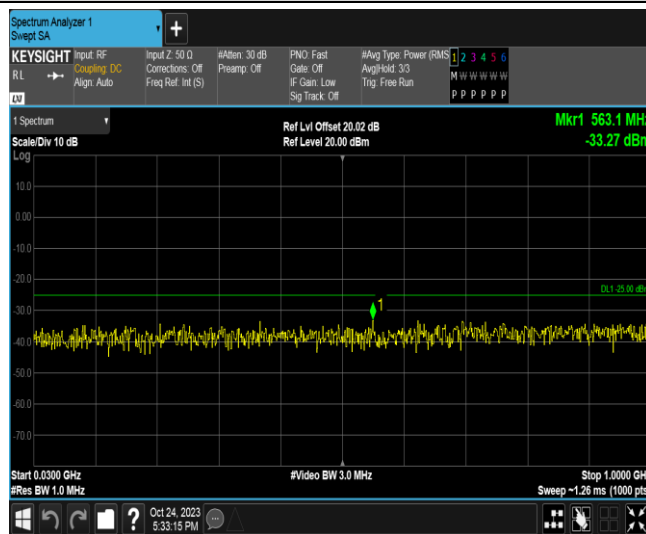 Spectrum Analyzer 1
Swept SA
+
KEYSIGHT
RL
LXI
Input: RF
Coupling: DC
Align: Auto
Input Z: 50 Ω
Corrections: Off
Freq Ref: Int (S)
#Atten: 30 dB
Preamp: Off
PNO: Fast
Gate: Off
IF Gain: Low
Sig Track: Off
#Avg Type: Power (RMS
Avg|Hold: 3/3
Trig: Free Run
1 2 3 4 5 6
M W W W W W
P P P P P P
1 Spectrum
Scale/Div 10 dB
Log
Ref Lvl Offset 20.02 dB
Ref Level 20.00 dBm
Mkr1 563.1 MHz
-33.27 dBm
10.0
0.00
-10.0
-20.0
DL1 -25.00 dBm
-30.0
1
-40.0
-50.0
-60.0
-70.0
Start 0.0300 GHz
#Res BW 1.0 MHz
#Video BW 3.0 MHz
Stop 1.0000 GH
Sweep ~1.26 ms (1000 pts
?
Oct 24, 2023
5:33:15 PM